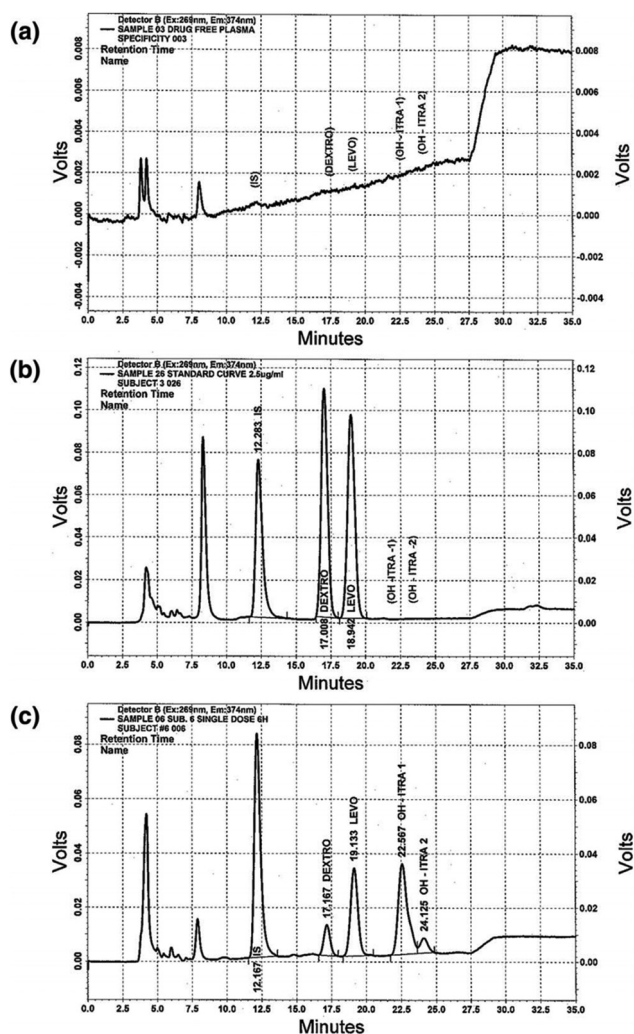 (a)
Detector B (Ex:269nm, Em:374nm)
SAMPLE 03 DRUG FREE PLASMA
SPECIFICITY 003
Retention Time
Name
Volts
0.008
0.006
0.004
0.002
0.000
-0.002
-0.004
(IS)
(DEXTRO)
(LEVO)
(OH - ITRA 1)
(OH - ITRA 2)
0.008
0.006
0.004
0.002
0.000
-0.002
-0.004
Volts
0.0 2.5 5.0 7.5 10.0 12.5 15.0 17.5 20.0 22.5 25.0 27.5 30.0 32.5 35.0
Minutes
(b)
Detector B (Ex:269nm, Em:374nm)
SAMPLE 26 STANDARD CURVE 2.5ug/ml
SUBJECT 3 026
Retention Time
Name
Volts
0.12
0.10
0.08
0.06
0.04
0.02
0.00
12.283 IS
17.008 DEXTRO
18.942 LEVO
(OH -ITRA -1)
(OH - ITRA -2)
0.12
0.10
0.08
0.06
0.04
0.02
0.00
Volts
0.0 2.5 5.0 7.5 10.0 12.5 15.0 17.5 20.0 22.5 25.0 27.5 30.0 32.5 35.0
Minutes
(c)
Detector B (Ex:269nm, Em:374nm)
SAMPLE 06 SUB. 6 SINGLE DOSE 6H
SUBJECT #6 006
Retention Time
Name
Volts
0.08
0.06
0.04
0.02
0.00
12.167 IS
17.167 DEXTRO
19.133 LEVO
22.567 OH - ITRA 1
24.125 OH - ITRA 2
0.08
0.06
0.04
0.02
0.00
Volts
0.0 2.5 5.0 7.5 10.0 12.5 15.0 17.5 20.0 22.5 25.0 27.5 30.0 32.5 35.0
Minutes